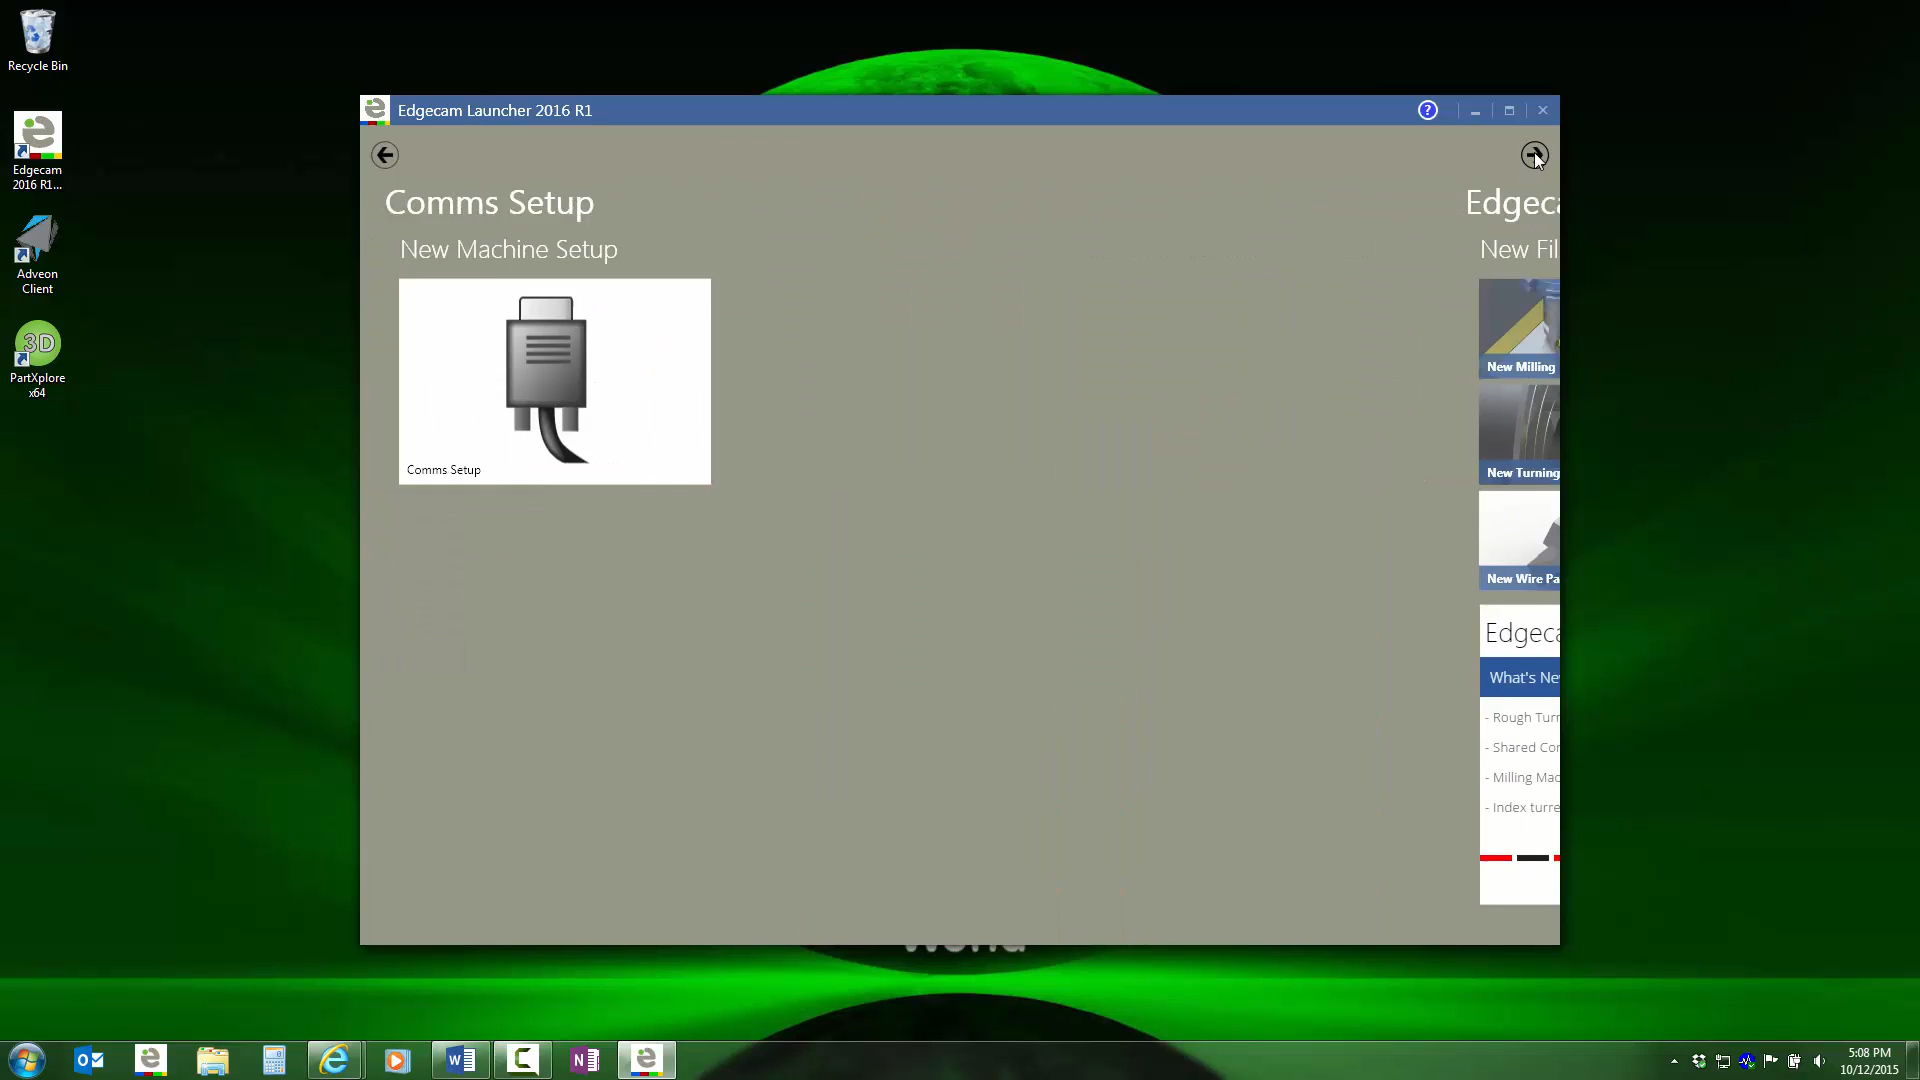 Recycle Bin
Edgecam
2016 R1...
Adveon
Client
3D
PartXplore
x64
Edgecam Launcher 2016 R1
?
Comms Setup
New Machine Setup
Comms Setup
Edgeca
New Fil
New Milling
New Turning
New Wire Pa
Edgeca
What's Ne
- Rough Turn
- Shared Cor
- Milling Mac
- Index turre
World
5:08 PM
10/12/2015